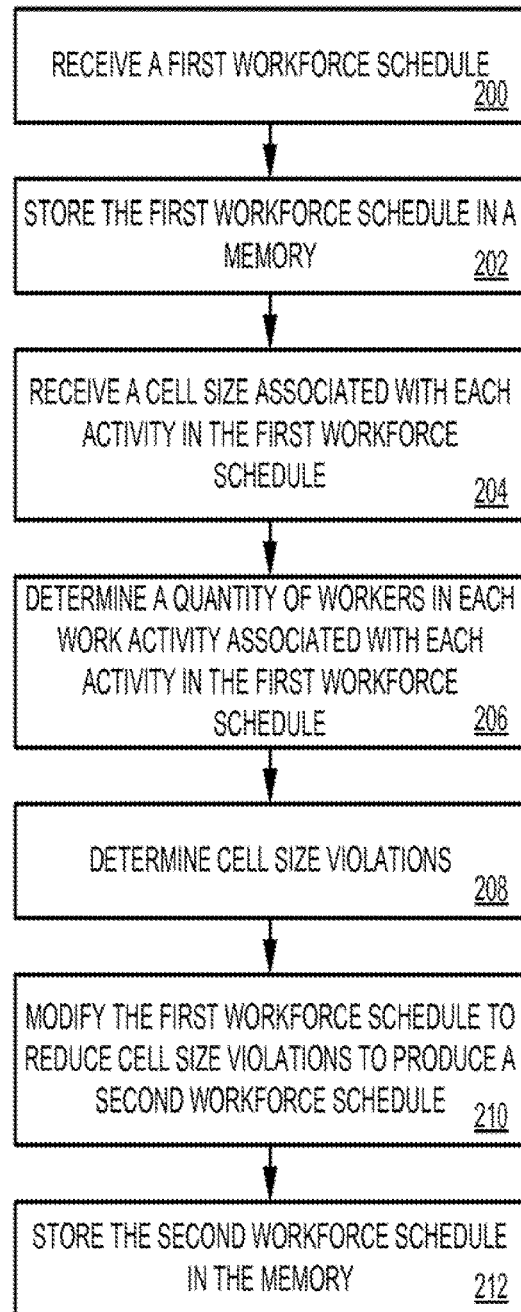 RECEIVE A FIRST WORKFORCE SCHEDULE
200
STORE THE FIRST WORKFORCE SCHEDULE IN A
MEMORY
202
RECEIVE A CELL SIZE ASSOCIATED WITH EACH
ACTIVITY IN THE FIRST WORKFORCE
SCHEDULE
204
DETERMINE A QUANTITY OF WORKERS IN EACH
WORK ACTIVITY ASSOCIATED WITH EACH
ACTIVITY IN THE FIRST WORKFORCE
SCHEDULE
206
DETERMINE CELL SIZE VIOLATIONS
208
MODIFY THE FIRST WORKFORCE SCHEDULE TO
REDUCE CELL SIZE VIOLATIONS TO PRODUCE A
SECOND WORKFORCE SCHEDULE
210
STORE THE SECOND WORKFORCE SCHEDULE
IN THE MEMORY
212